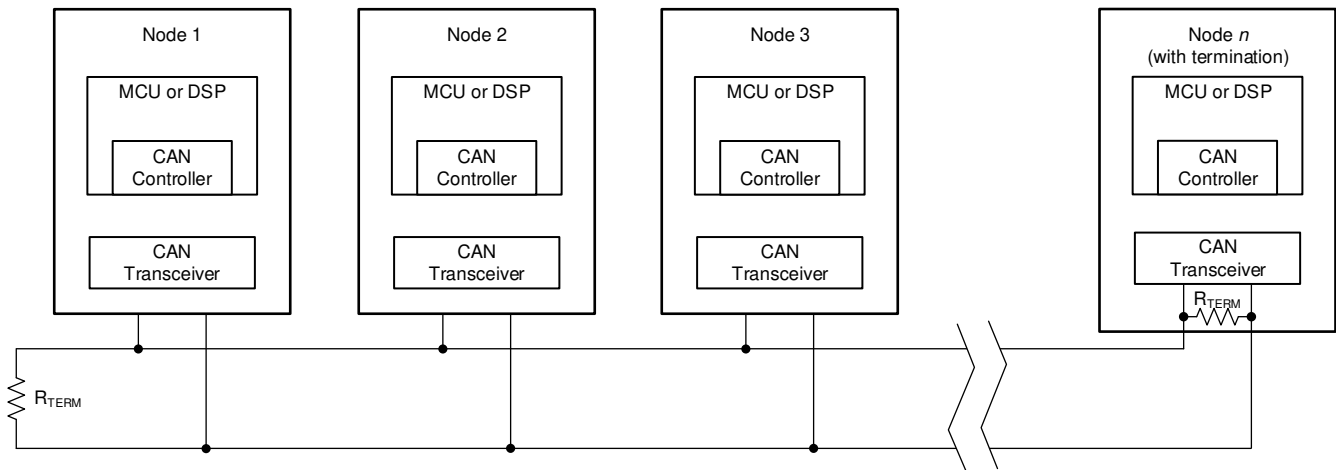 Node 1
MCU or DSP
CAN
Controller
CAN
Transceiver
Node 2
MCU or DSP
CAN
Controller
CAN
Transceiver
Node 3
MCU or DSP
CAN
Controller
CAN
Transceiver
Node n
(with termination)
MCU or DSP
CAN
Controller
CAN
Transceiver
RTERM
RTERM